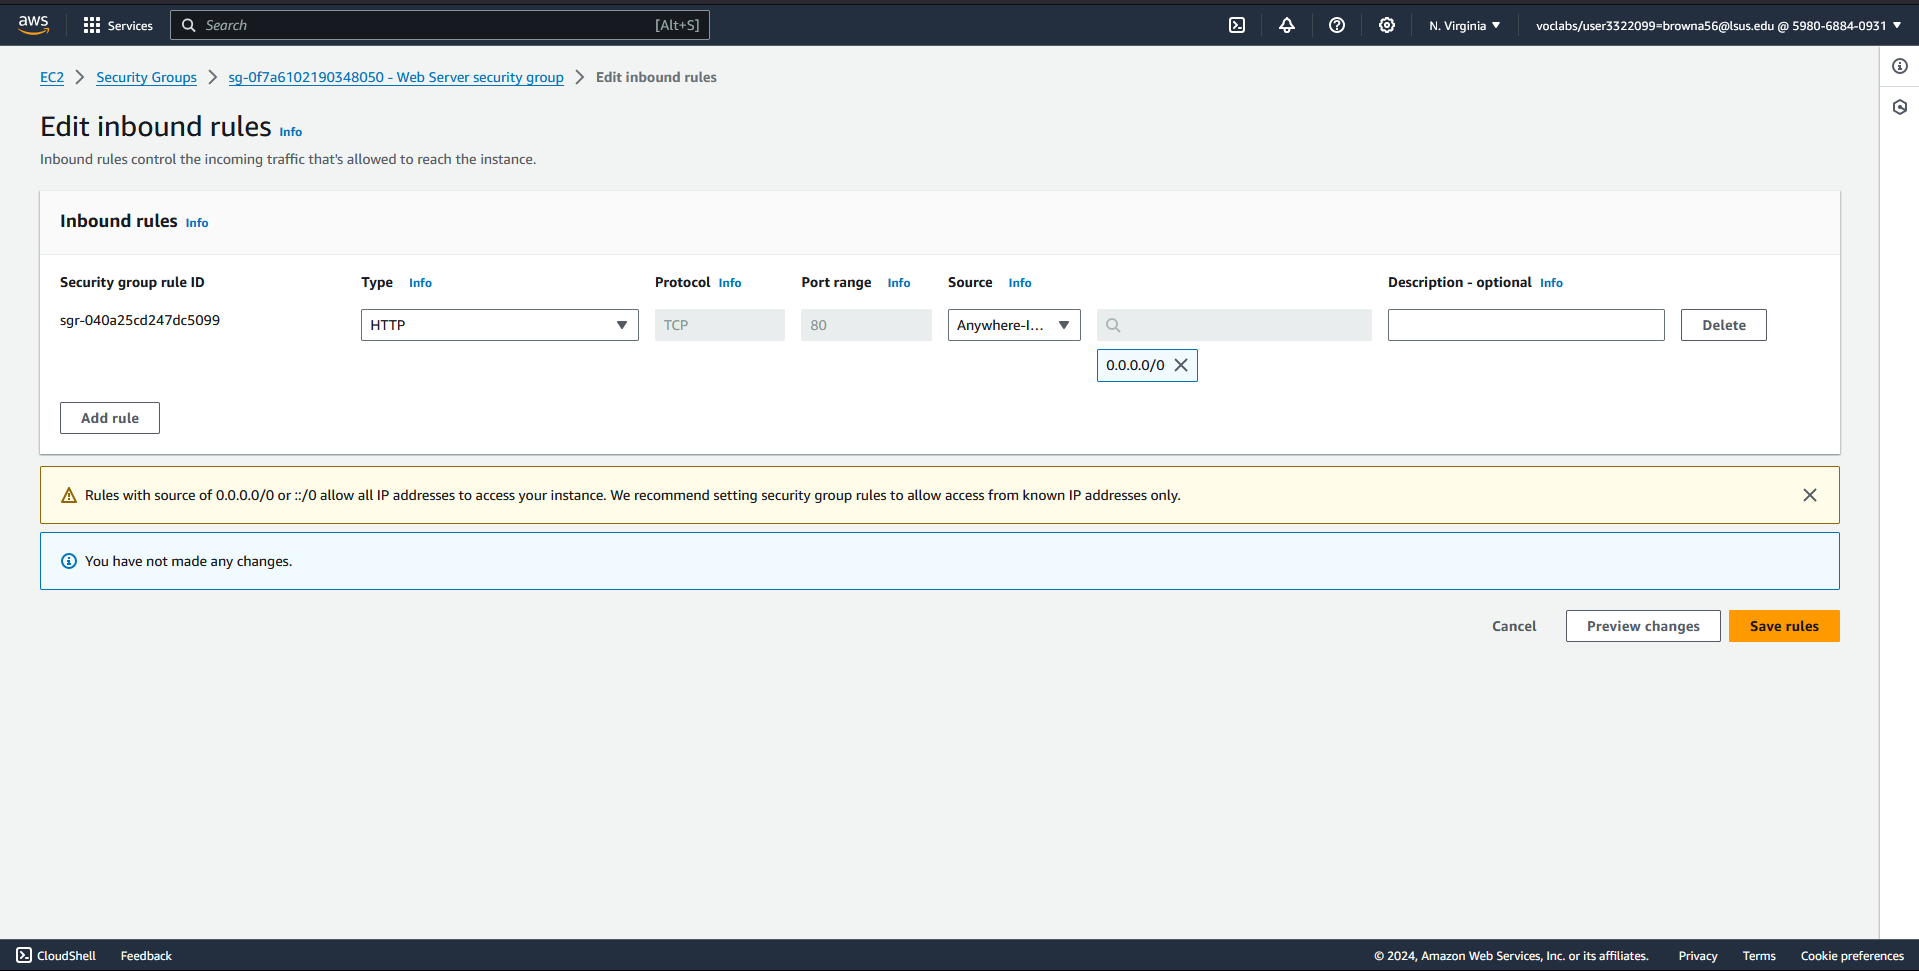 aws Services Search [Alt+S] N. Virginia voclabs/user3322099=browna56@lsus.edu @ 5980-6884-0931
EC2 Security Groups sg-0f7a6102190348050 - Web Server security group Edit inbound rules
Edit inbound rules Info
Inbound rules control the incoming traffic that's allowed to reach the instance.
Inbound rules Info
Security group rule ID Type Info Protocol Info Port range Info Source Info Description - optional Info
sgr-040a25cd247dc5099 HTTP TCP 80 Anywhere-I... Delete
0.0.0.0/0
Add rule
Rules with source of 0.0.0.0/0 or ::/0 allow all IP addresses to access your instance. We recommend setting security group rules to allow access from known IP addresses only.
You have not made any changes.
Cancel Preview changes Save rules
CloudShell Feedback © 2024, Amazon Web Services, Inc. or its affiliates. Privacy Terms Cookie preferences